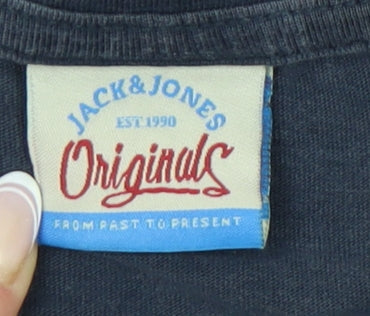 JACK&JONES
EST.1990
Originals
FROM PAST TO PRESENT